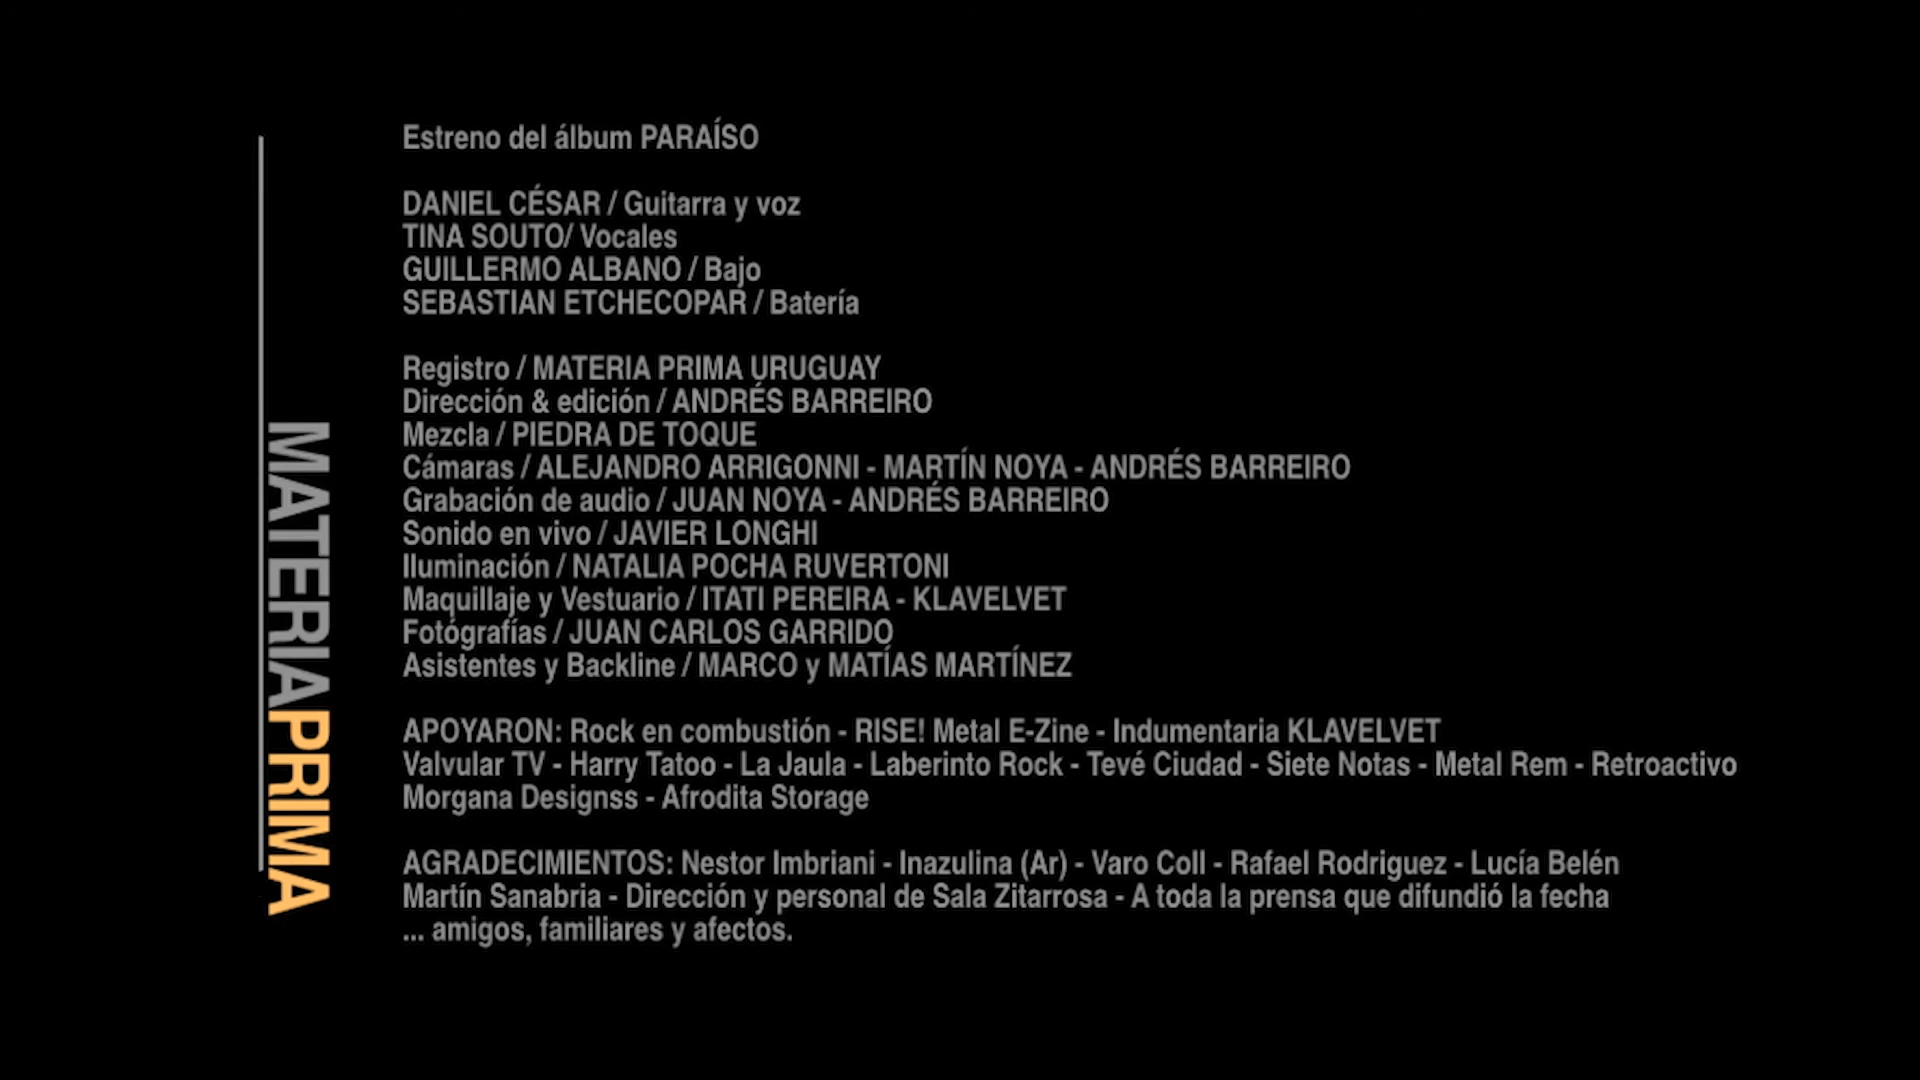 Estreno del álbum PARAÍSO
DANIEL CÉSAR / Guitarra y voz
TINA SOUTO/ Vocales
GUILLERMO ALBANO / Bajo
SEBASTIAN ETCHECOPAR / Batería
Registro / MATERIA PRIMA URUGUAY
Dirección & edición / ANDRÉS BARREIRO
Mezcla / PIEDRA DE TOQUE
Cámaras / ALEJANDRO ARRIGONNI - MARTÍN NOYA - ANDRÉS BARREIRO
Grabación de audio / JUAN NOYA - ANDRÉS BARREIRO
Sonido en vivo / JAVIER LONGHI
Iluminación / NATALIA POCHA RUVERTONI
Maquillaje y Vestuario / ITATI PEREIRA - KLAVELVET
Fotógrafías / JUAN CARLOS GARRIDO
Asistentes y Backline / MARCO y MATÍAS MARTÍNEZ
APOYARON: Rock en combustión - RISE! Metal E-Zine - Indumentaria KLAVELVET
Valvular TV - Harry Tatoo - La Jaula - Laberinto Rock - Tevé Ciudad - Siete Notas - Metal Rem - Retroactivo
Morgana Designss - Afrodita Storage
AGRADECIMIENTOS: Nestor Imbriani - Inazulina (Ar) - Varo Coll - Rafael Rodriguez - Lucía Belén
Martín Sanabria - Dirección y personal de Sala Zitarrosa - A toda la prensa que difundió la fecha
... amigos, familiares y afectos.
MATERIAPRIMA